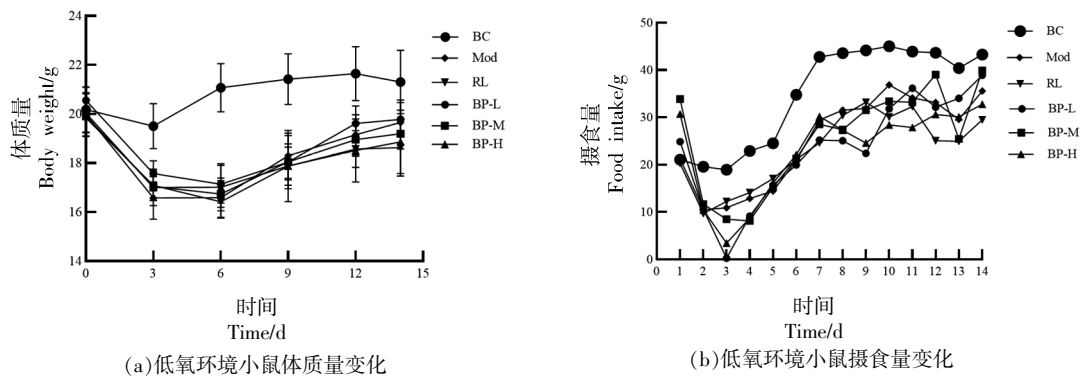 24
22
20
18
16
14
体质量
Body weight/g
0
3
6
9
12
15
时间
Time/d
BC
Mod
RL
BP-L
BP-M
BP-H
(a)低氧环境小鼠体质量变化
50
40
30
20
10
0
摄食量
Food intake/g
0 1 2 3 4 5 6 7 8 9 10 11 12 13 14
时间
Time/d
BC
Mod
RL
BP-L
BP-M
BP-H
(b)低氧环境小鼠摄食量变化